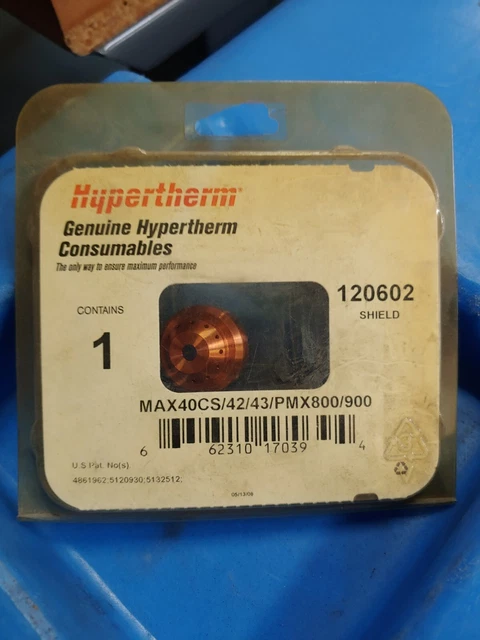 Hypertherm®
Genuine Hypertherm
Consumables
The only way to ensure maximum performance
CONTAINS
1
120602
SHIELD
MAX40CS/42/43/PMX800/900
6 62310 17039 4
U.S Pat. No(s)
4861962;5120930;5132512;